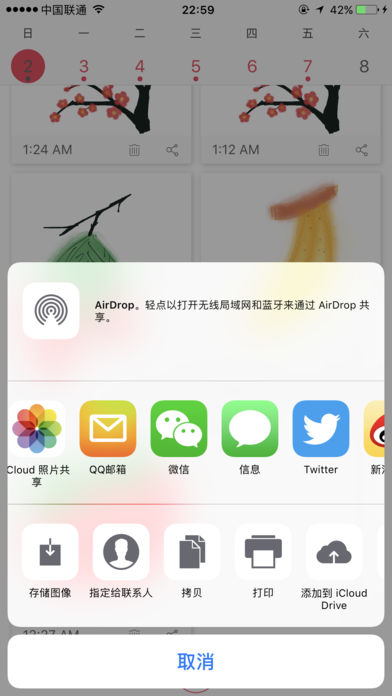 中国联通 22:59 42%
日 一 二 三 四 五 六
2 3 4 5 6 7 8
1:24 AM 1:12 AM
AirDrop。轻点以打开无线局域网和蓝牙来通过 AirDrop 共
享。
Cloud 照片共
享
QQ邮箱
微信
信息
Twitter
新浪
存储图像
指定给联系人
拷贝
打印
添加到 iCloud
Drive
12:27 AM
取消